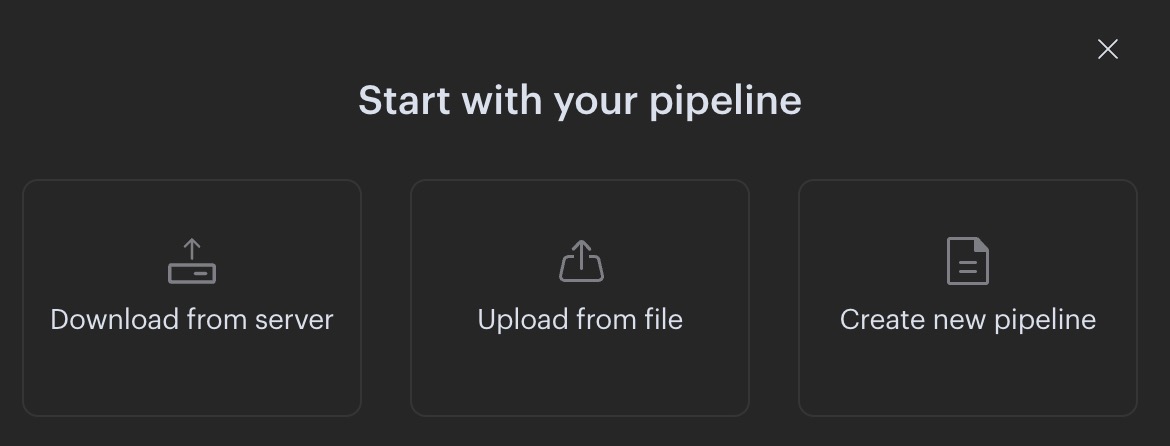 Start with your pipeline
Download from server
Upload from file
Create new pipeline